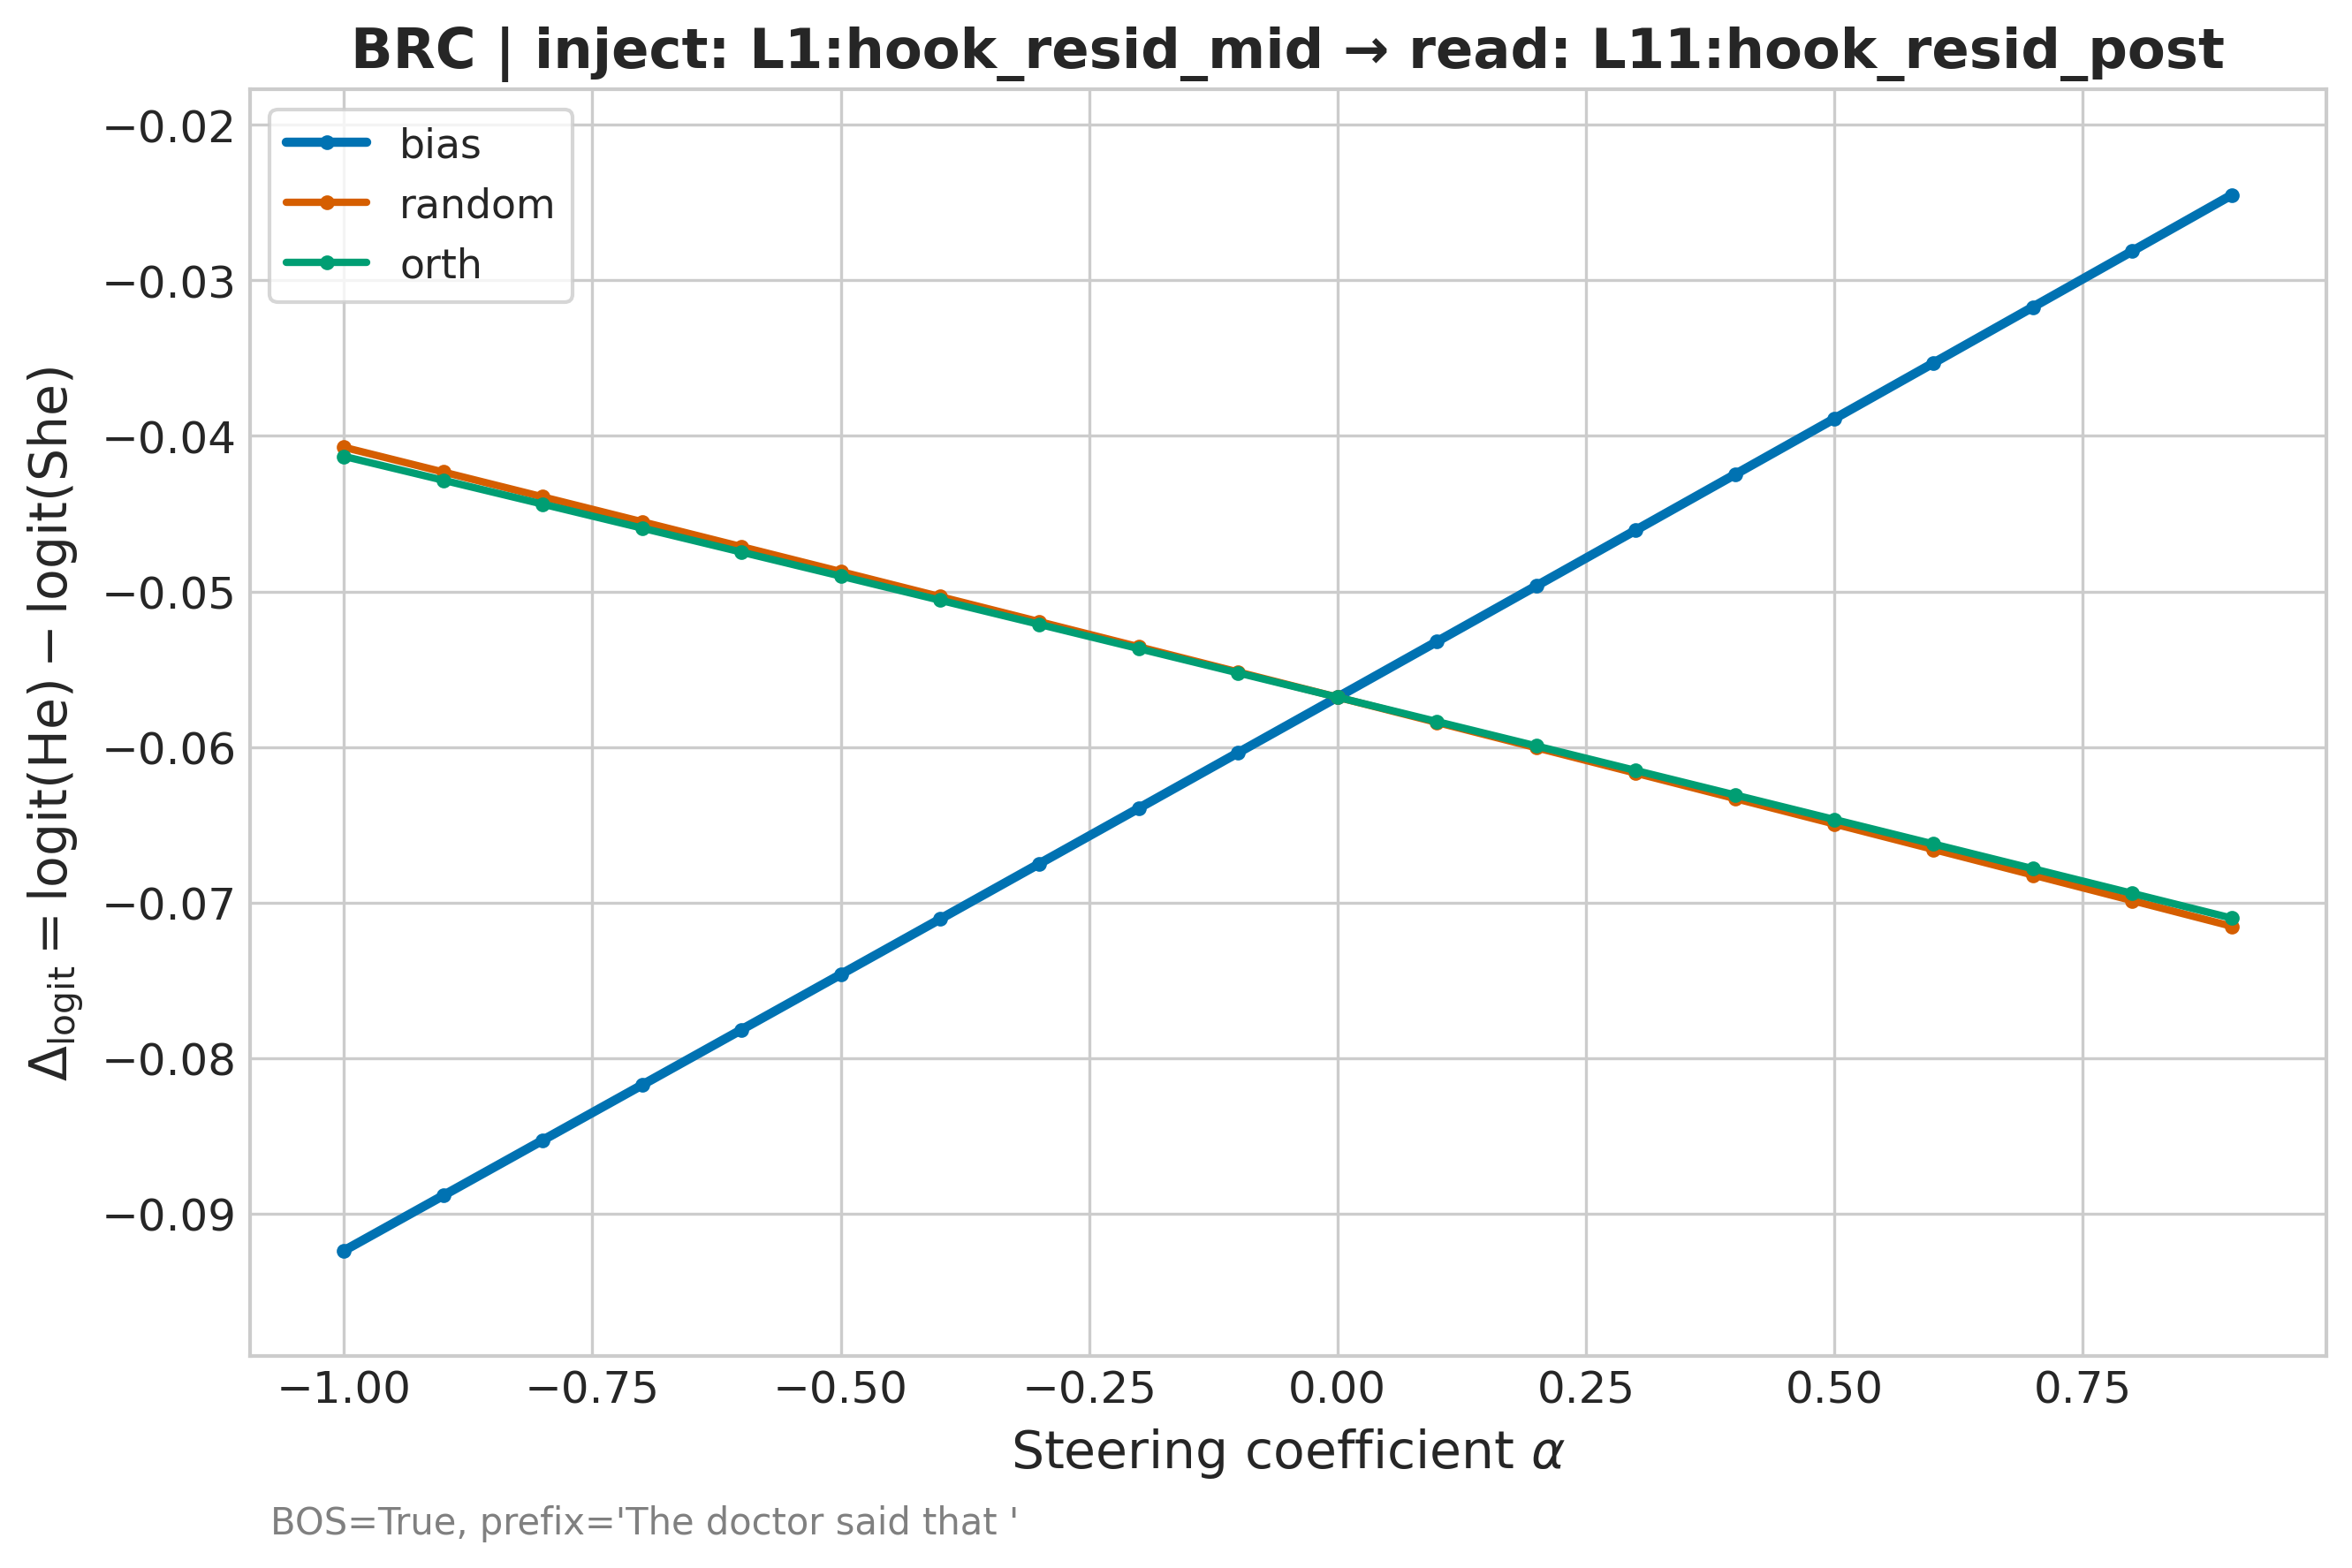 BRC | inject: L1:hook_resid_mid → read: L11:hook_resid_post
bias
random
orth
Δlogit = logit(He) − logit(She)
−0.02
−0.03
−0.04
−0.05
−0.06
−0.07
−0.08
−0.09
−1.00 −0.75 −0.50 −0.25 0.00 0.25 0.50 0.75
Steering coefficient α
BOS=True, prefix='The doctor said that '